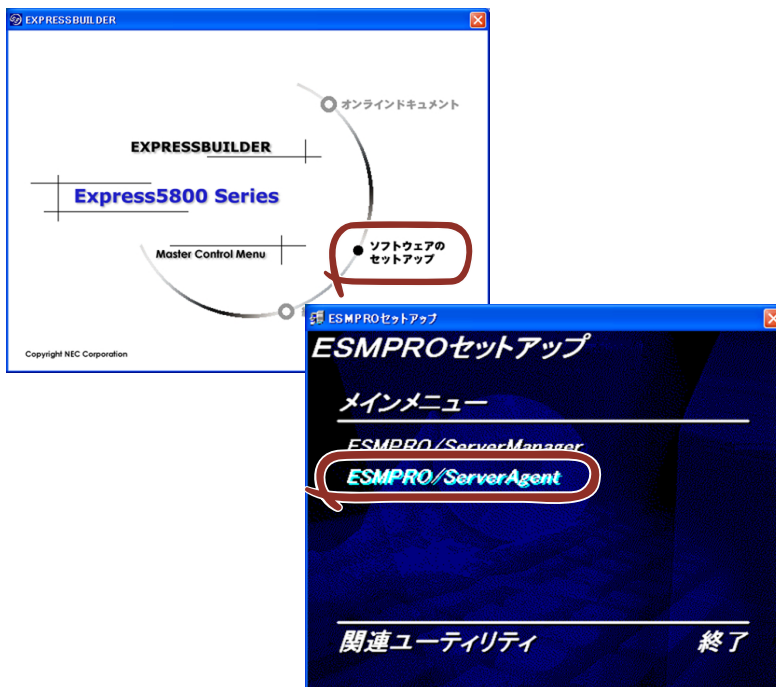 EXPRESSBUILDER
オンラインドキュメント
EXPRESSBUILDER
Express5800 Series
ソフトウェアの
セットアップ
Master Control Menu
Copyright NEC Corporation
ESMPROセットアップ
ESMPROセットアップ
メインメニュー
ESMPRO/ServerManager
ESMPRO/ServerAgent
関連ユーティリティ
終了